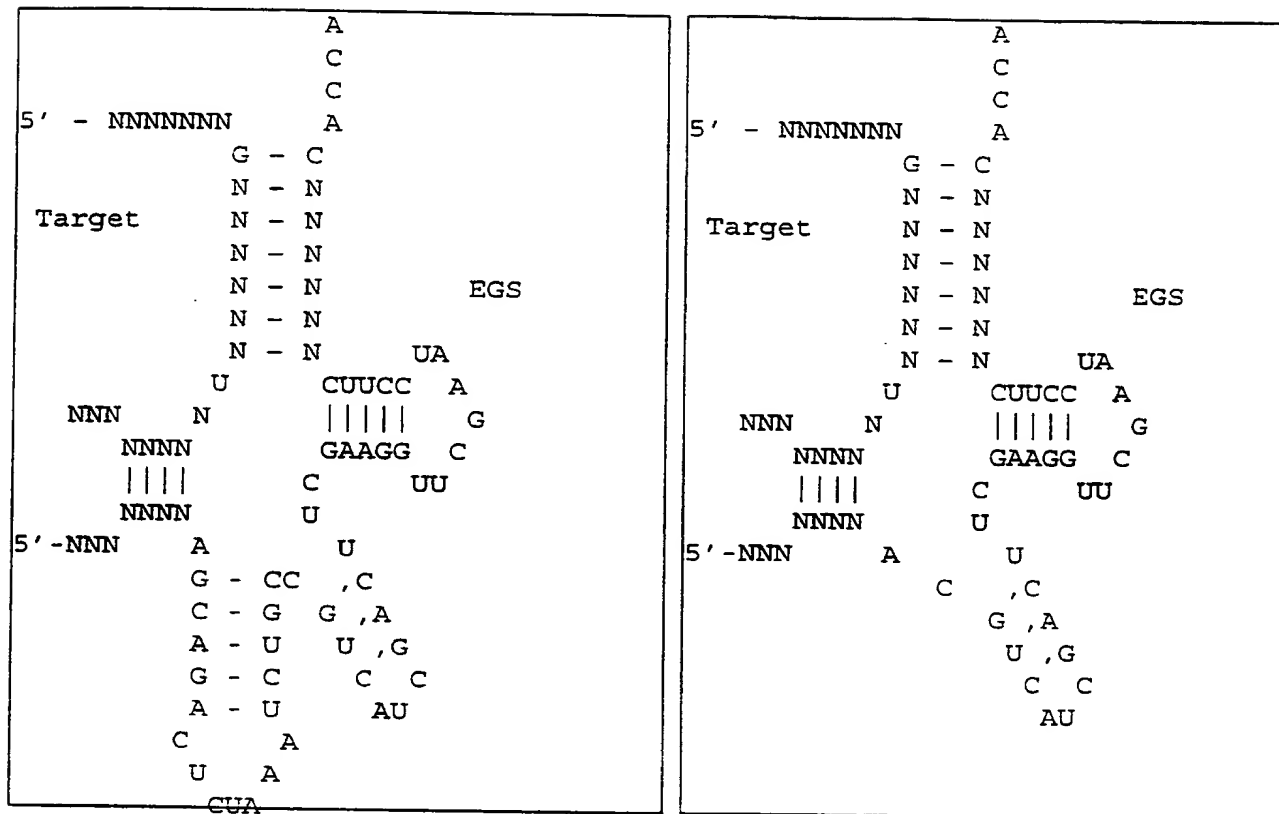 A
C
C
5' - NNNNNNN A
G - C
N - N
Target N - N
N - N
N - N EGS
N - N
N - N UA
U CUUCC A
NNN N ||||| G
NNNN GAAGG C
|||| C UU
NNNN U
5'-NNN A U
G - CC ,C
C - G G ,A
A - U U ,G
G - C C C
A - U AU
C A
U A
CUA
A
C
C
5' - NNNNNNN A
G - C
N - N
Target N - N
N - N
N - N EGS
N - N
N - N UA
U CUUCC A
NNN N ||||| G
NNNN GAAGG C
|||| C UU
NNNN U
5'-NNN A U
C ,C
G ,A
U ,G
C C
AU